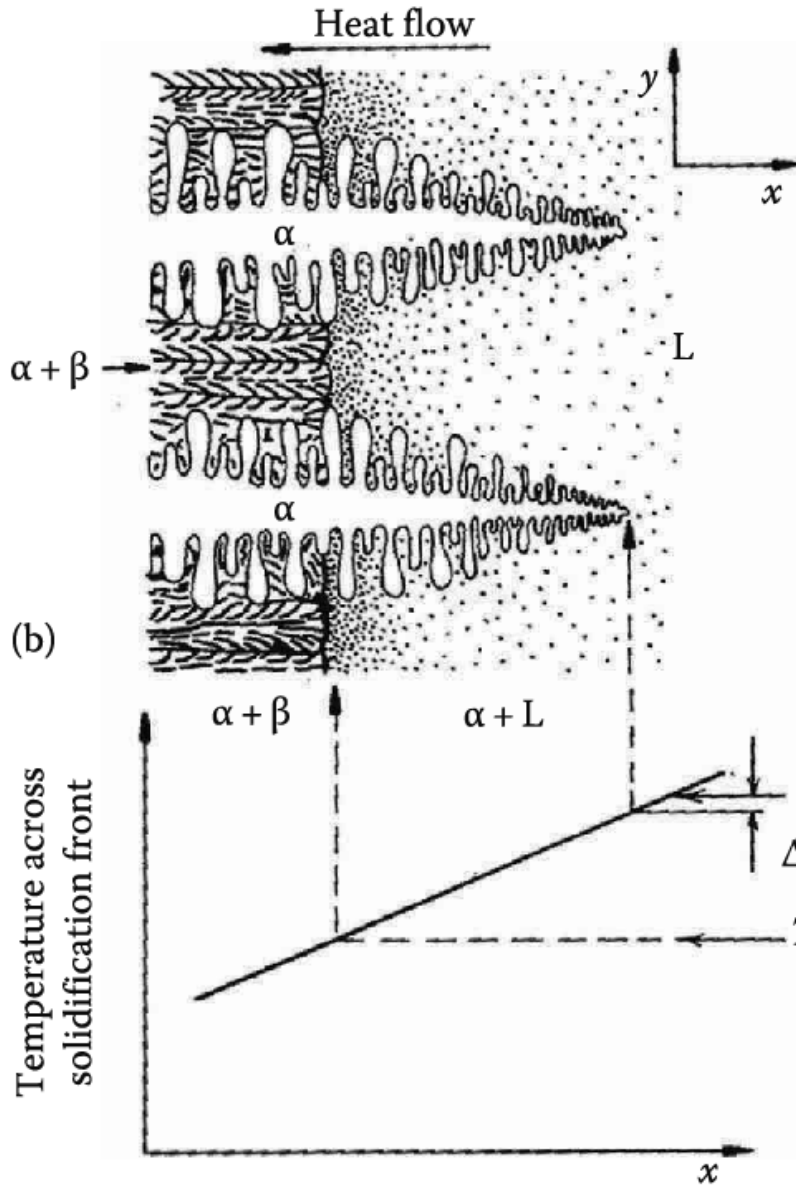 Heat flow
y
x
α
α + β
L
α
(b)
α + β
α + L
Temperature across
solidification front
Δ
x